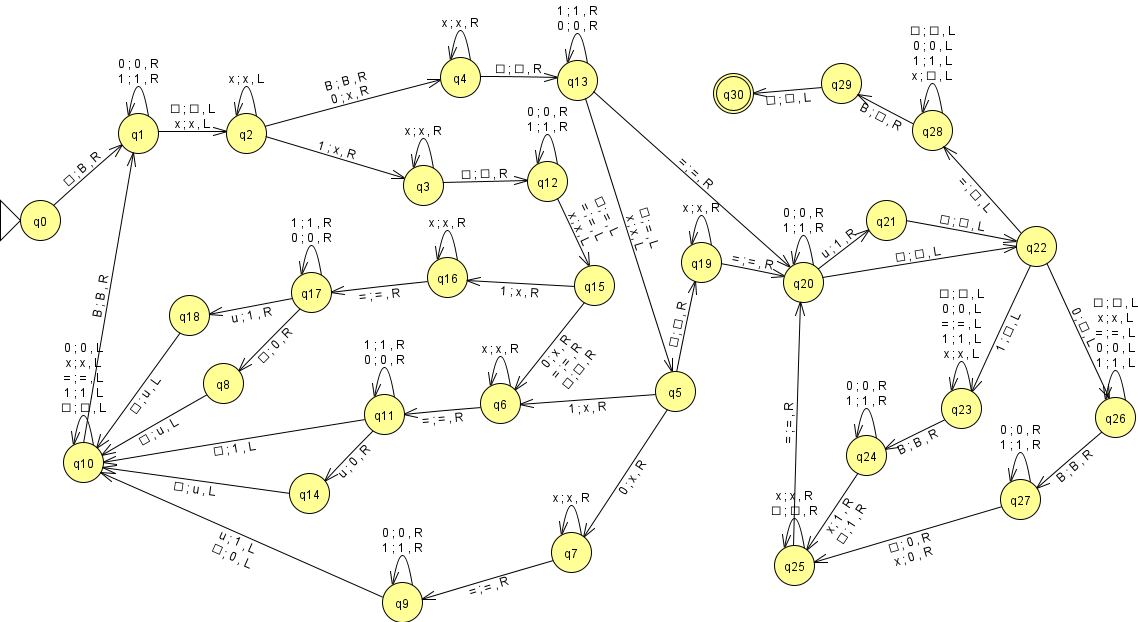 x ; x , R
1 ; 1 , R
0 ; 0 , R
□ ; □ , L
0 ; 0 , L
1 ; 1 , L
x ; □ , L
0 ; 0 , R
1 ; 1 , R
x ; x , L
B ; B , R
0 ; x , R
q4
□ ; □ , R
q13
q30
□ ; □ , L
q29
B ; □ , R
q28
□ ; □ , L
x ; x , L
q1
q2
x ; x , R
0 ; 0 , R
1 ; 1 , R
□ ; B , R
1 ; x , R
q3
□ ; □ , R
q12
= ; = , R
= ; □ , L
q0
1 ; 1 , R
0 ; 0 , R
x ; x , R
□ ; = , L
= ; = , L
x ; x , L
□ ; = , L
x ; x , L
x ; x , R
0 ; 0 , R
1 ; 1 , R
q21
u ; 1 , R
□ ; □ , L
q22
B ; B , R
q17
= ; = , R
q16
1 ; x , R
q15
q19
= ; = , R
q20
□ ; □ , L
q18
u ; 1 , R
□ ; 0 , R
□ ; □ , L
0 ; 0 , L
= ; = , L
1 ; 1 , L
x ; x , L
1 ; □ , L
0 ; □ , L
□ ; □ , L
x ; x , L
= ; = , L
0 ; 0 , L
1 ; 1 , L
0 ; 0 , L
x ; x , L
= ; = , L
1 ; 1 , L
□ ; □ , L
□ ; u , L
q8
□ ; u , L
1 ; 1 , R
0 ; 0 , R
x ; x , R
0 ; x , R
= ; = , R
□ ; □ , R
□ ; □ , R
q5
0 ; 0 , R
1 ; 1 , R
q11
= ; = , R
q6
1 ; x , R
= ; = , R
q23
q26
q10
□ ; 1 , L
u ; 0 , R
B ; B , R
q24
0 ; 0 , R
1 ; 1 , R
B ; B , R
□ ; u , L
q14
0 ; x , R
x ; x , R
x ; x , R
□ ; □ , R
x ; 1 , R
□ ; 1 , R
q27
u ; 1 , L
□ ; 0 , L
0 ; 0 , R
1 ; 1 , R
q7
q25
□ ; 0 , R
x ; 0 , R
= ; = , R
q9